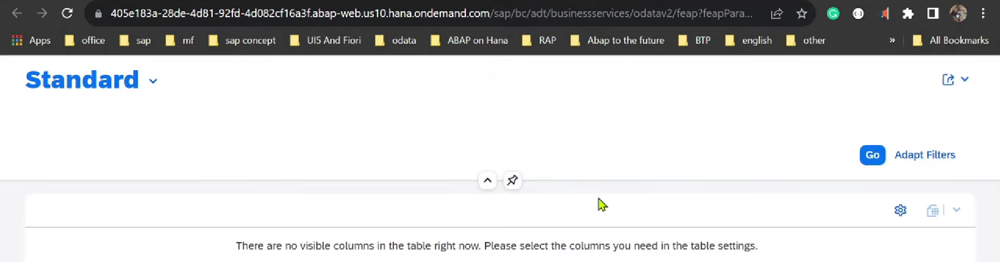 405e183a-28de-4d81-92fd-4d082cf16a3f.abap-web.us10.hana.ondemand.com/sap/bc/adt/businessservices/odatav2/feap?feapPara...
Apps office sap mf sap concept UI5 And Fiori odata ABAP on Hana RAP Abap to the future BTP english other » All Bookmarks
Standard
Go Adapt Filters
There are no visible columns in the table right now. Please select the columns you need in the table settings.